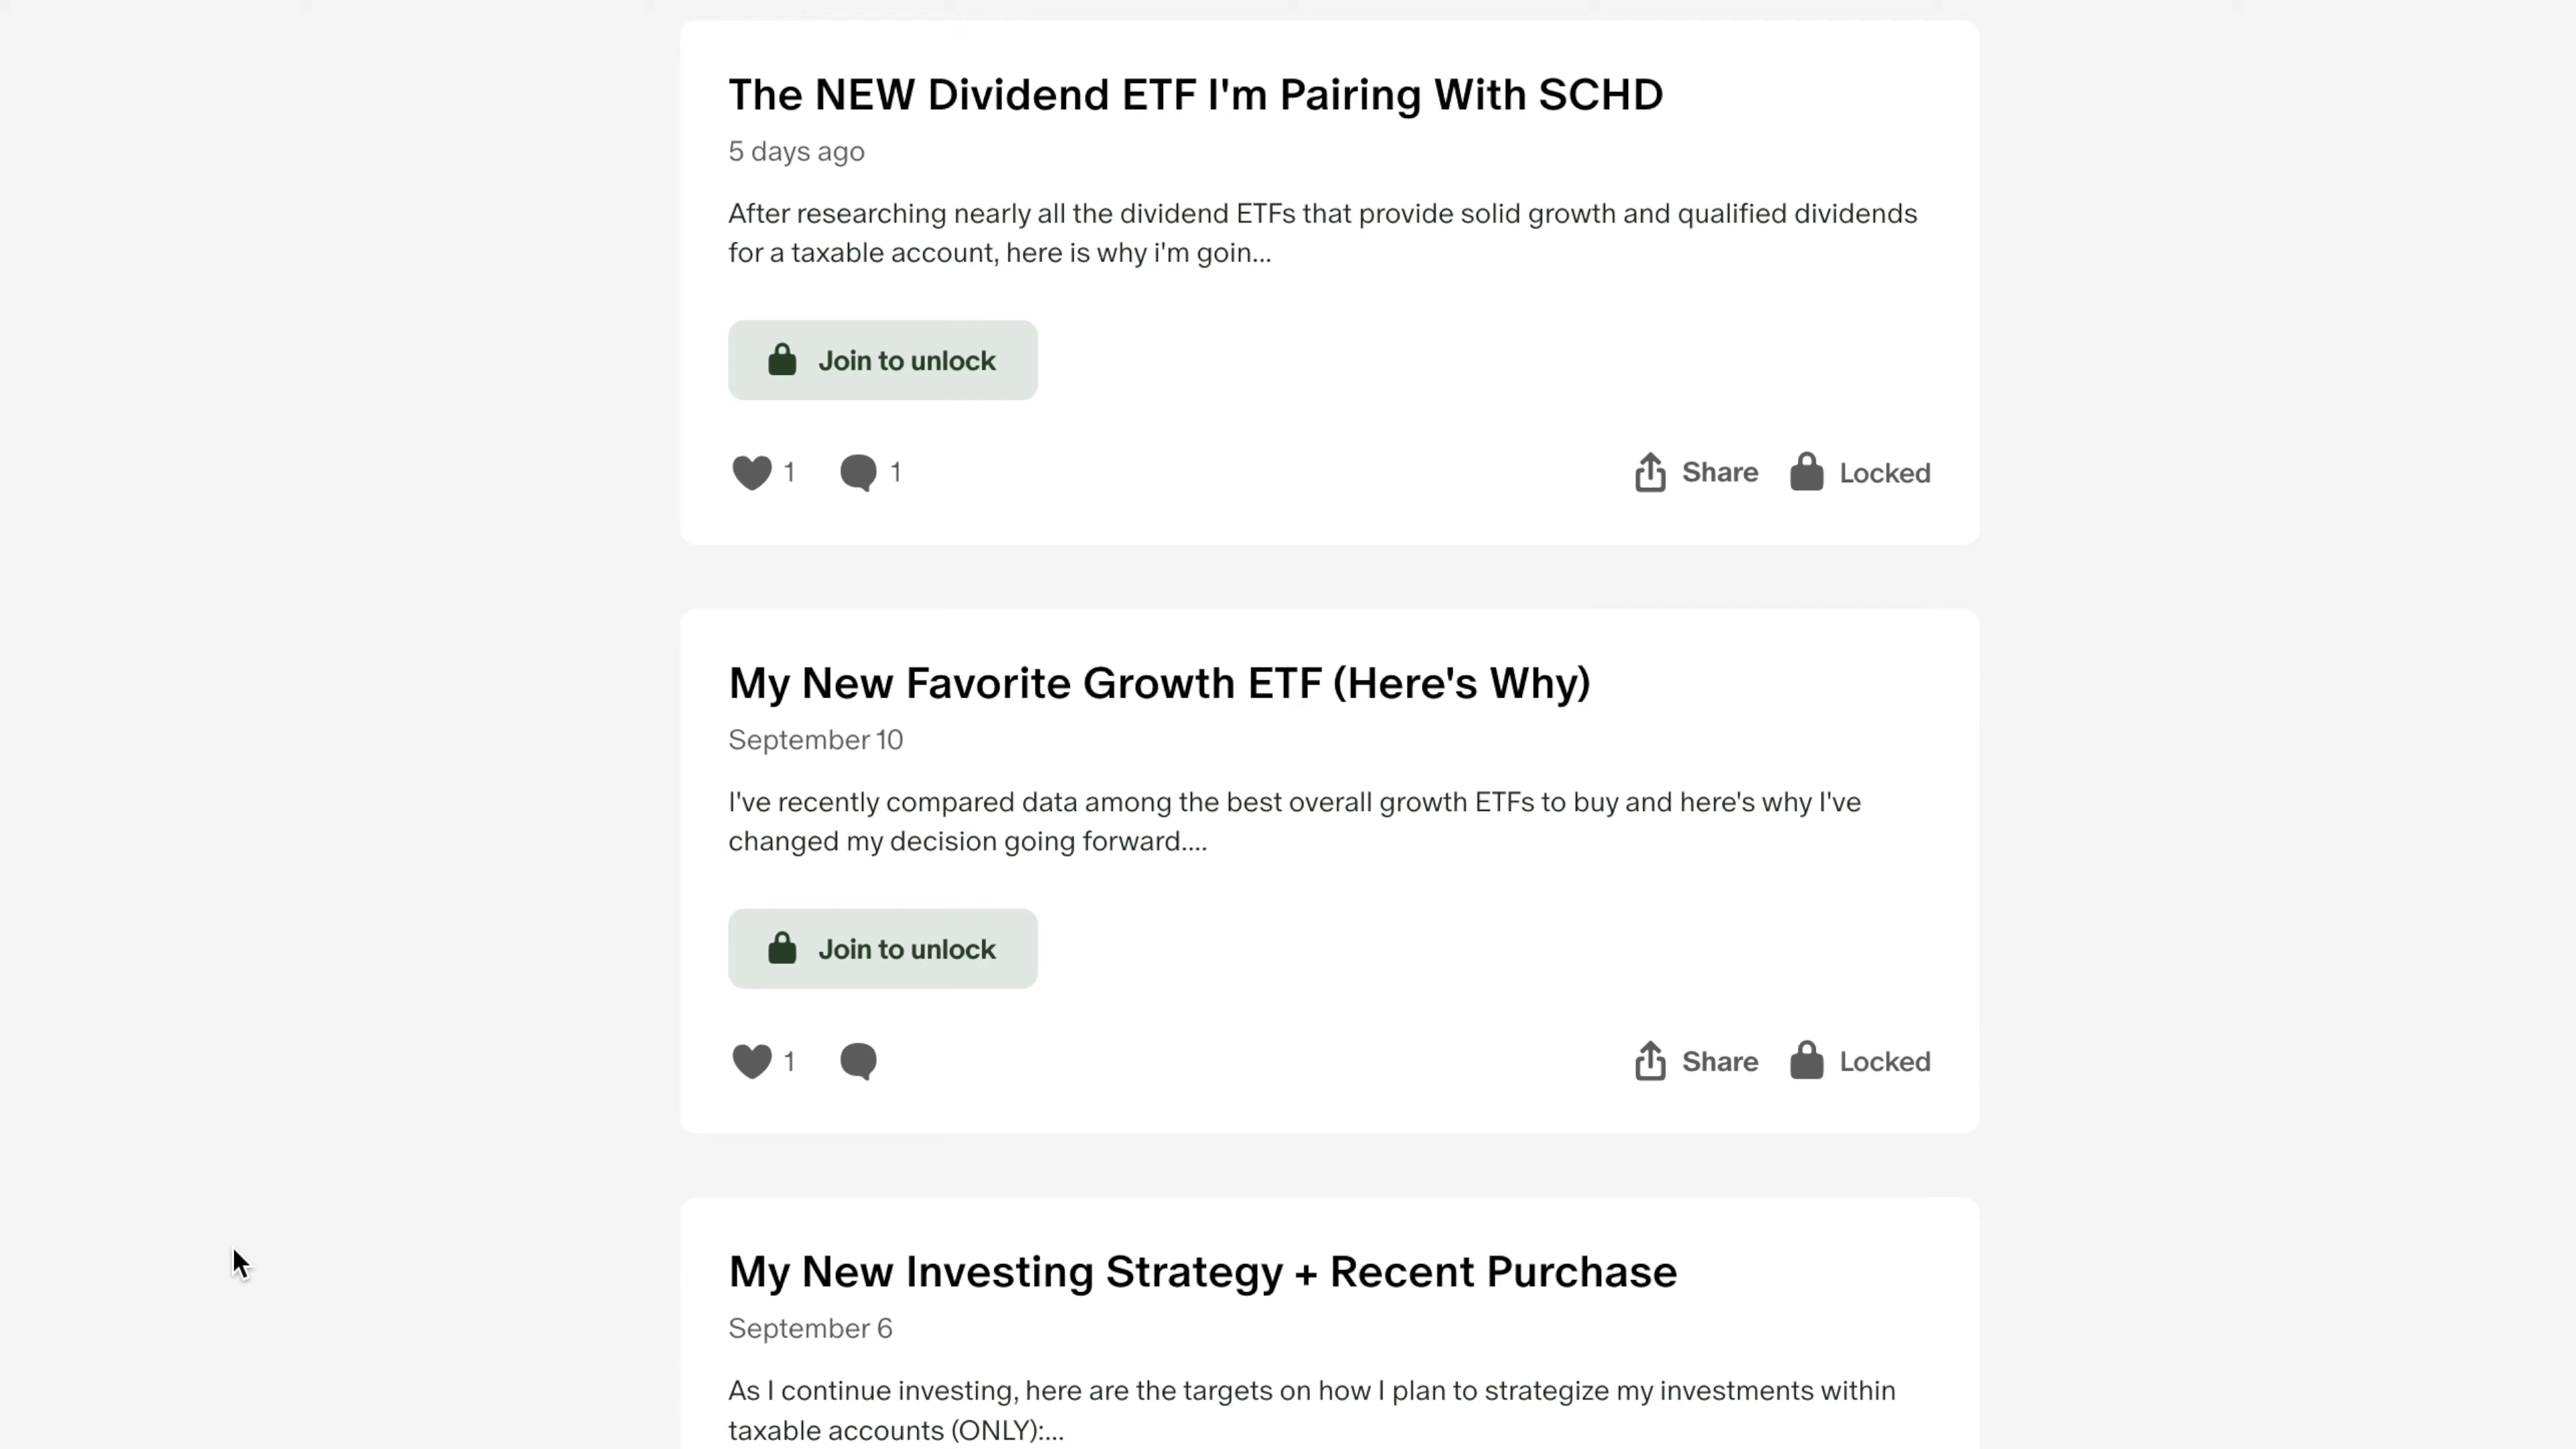 The NEW Dividend ETF I'm Pairing With SCHD
5 days ago
After researching nearly all the dividend ETFs that provide solid growth and qualified dividends
for a taxable account, here is why i'm goin...
Join to unlock
1 1 Share Locked
My New Favorite Growth ETF (Here's Why)
September 10
I've recently compared data among the best overall growth ETFs to buy and here's why I've
changed my decision going forward....
Join to unlock
1 Share Locked
My New Investing Strategy + Recent Purchase
September 6
As I continue investing, here are the targets on how I plan to strategize my investments within
taxable accounts (ONLY):...